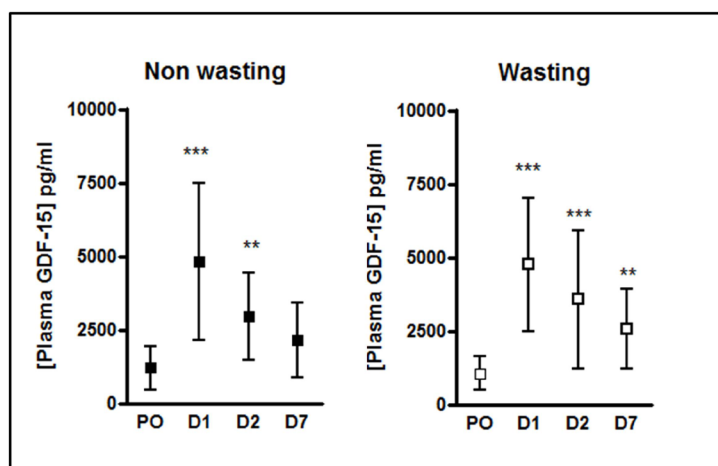 Non wasting
[Plasma GDF-15] pg/ml
10000
7500
5000
2500
0
***
**
PO D1 D2 D7
Wasting
[Plasma GDF-15] pg/ml
10000
7500
5000
2500
0
***
***
**
PO D1 D2 D7